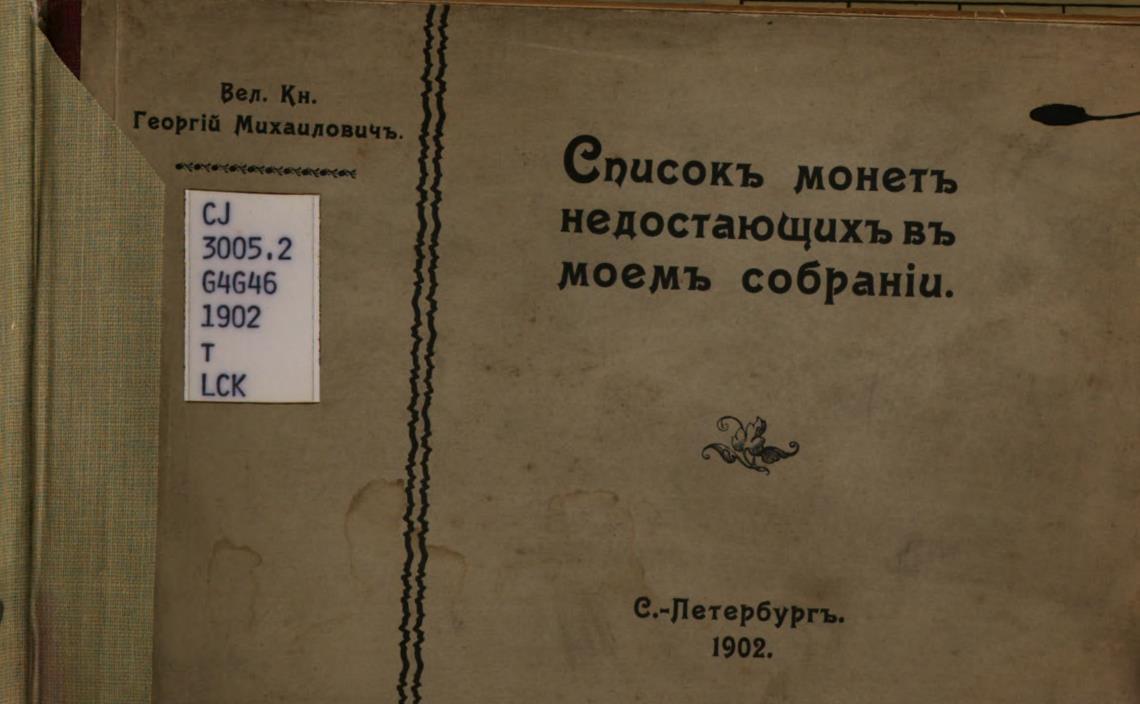 Вел. Кн.
Георгій Михаиловичъ.
CJ
3005.2
G4G46
1902
T
LCK
Списокъ монетъ
недостающихъ въ
моемъ собраніи.
С.-Петербургъ.
1902.